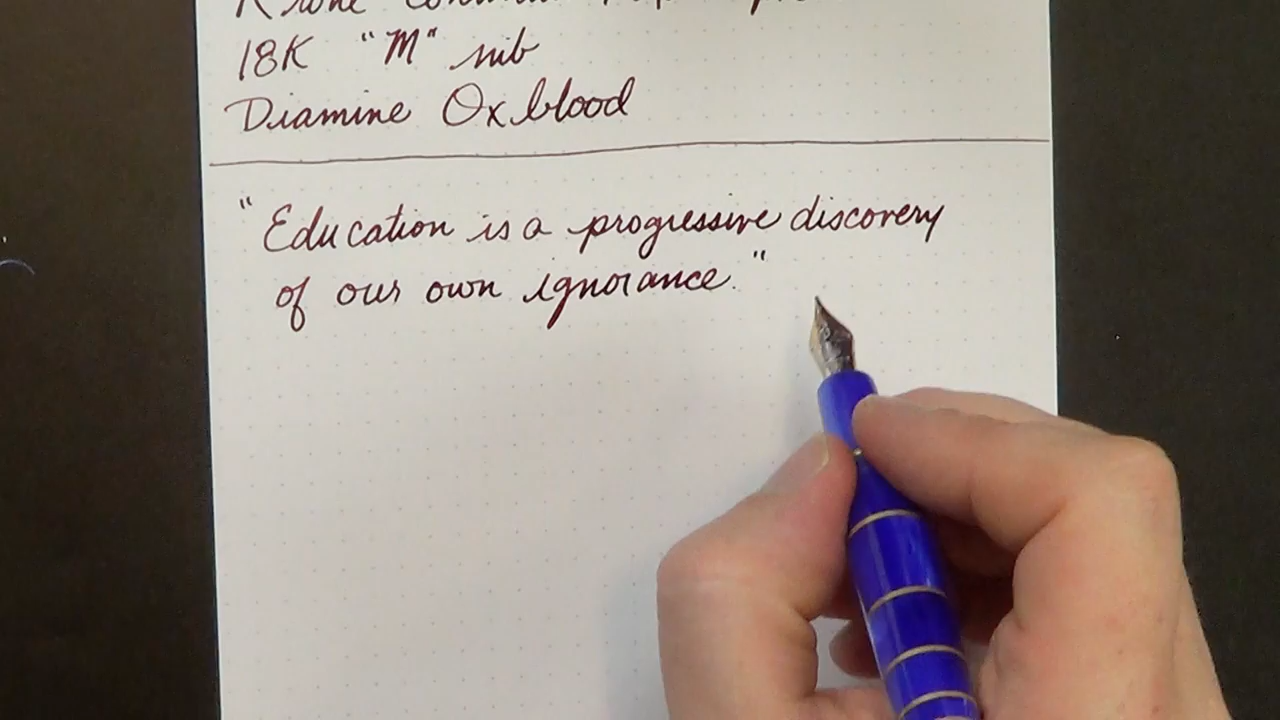 18K "M" nib
Diamine Oxblood
"Education is a progressive discovery
of our own ignorance."